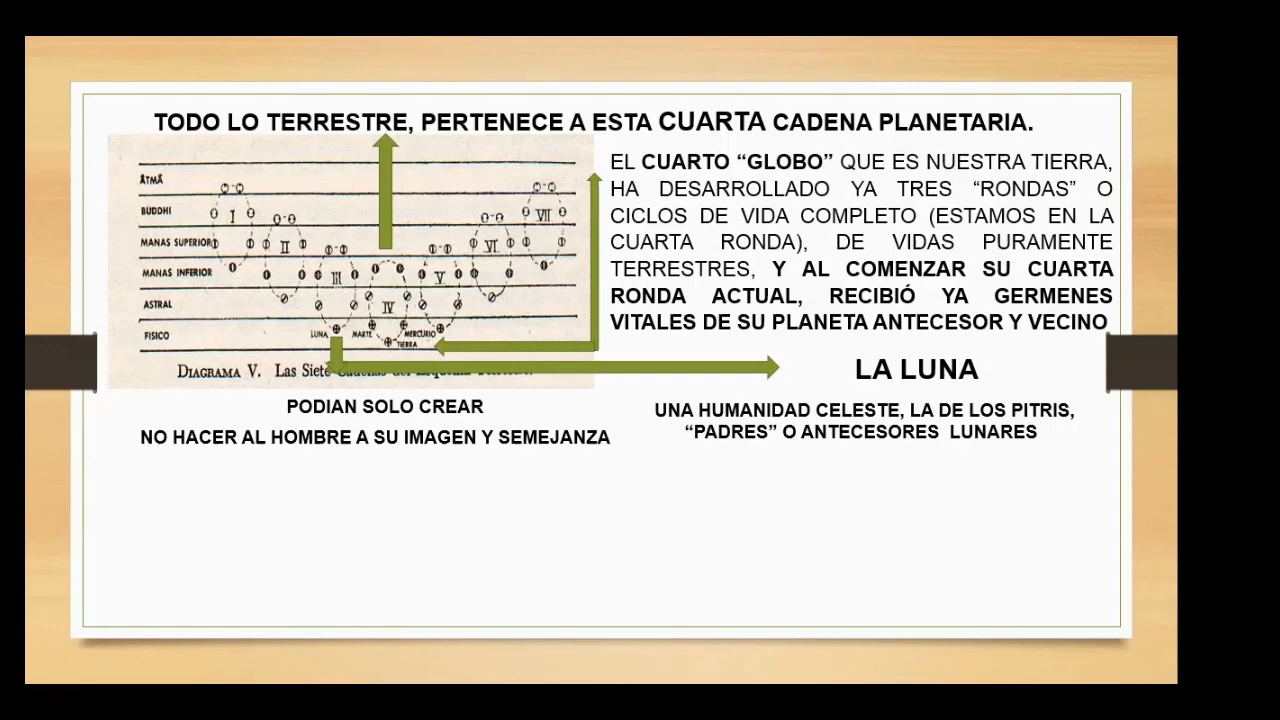 TODO LO TERRESTRE, PERTENECE A ESTA CUARTA CADENA PLANETARIA.
EL CUARTO “GLOBO” QUE ES NUESTRA TIERRA,
HA DESARROLLADO YA TRES “RONDAS” O
CICLOS DE VIDA COMPLETO (ESTAMOS EN LA
CUARTA RONDA), DE VIDAS PURAMENTE
TERRESTRES, Y AL COMENZAR SU CUARTA
RONDA ACTUAL, RECIBIÓ YA GERMENES
VITALES DE SU PLANETA ANTECESOR Y VECINO
ĀTMĀ
BUDDHI
I
VII
MANAS SUPERIOR
II
VI
MANAS INFERIOR
III
V
ASTRAL
IV
FISICO
LUNA
MARTE
MERCURIO
TIERRA
DIAGRAMA V. Las Siete
LA LUNA
PODIAN SOLO CREAR
NO HACER AL HOMBRE A SU IMAGEN Y SEMEJANZA
UNA HUMANIDAD CELESTE, LA DE LOS PITRIS,
“PADRES” O ANTECESORES LUNARES